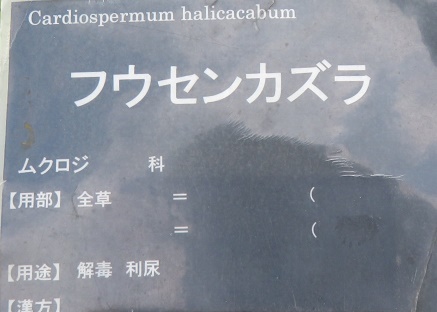 Cardiospermum halicacabum
フウセンカズラ
ムクロジ 科
【用部】 全草 = (
= (
【用途】 解毒 利尿
【漢方】